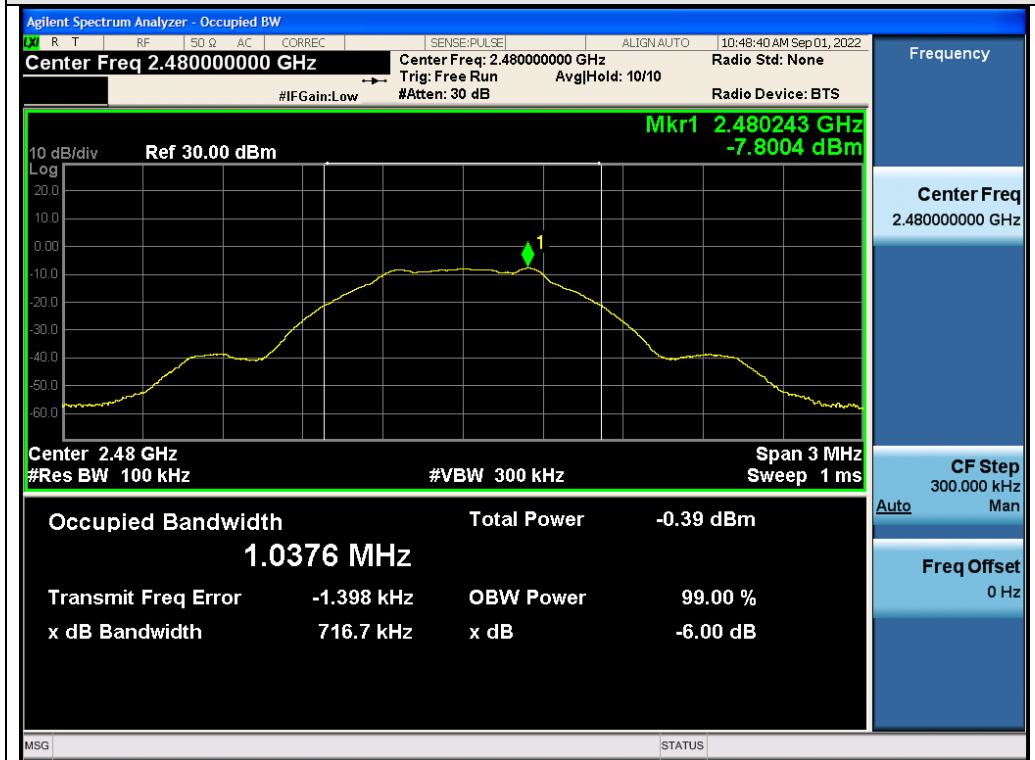 Agilent Spectrum Analyzer - Occupied BW
LXI R T RF 50 Ω AC CORREC SENSE:PULSE ALIGN AUTO 10:48:40 AM Sep 01, 2022
Center Freq 2.480000000 GHz Center Freq: 2.480000000 GHz Radio Std: None
Trig: Free Run Avg|Hold: 10/10
#IFGain:Low #Atten: 30 dB Radio Device: BTS
Frequency
Mkr1 2.480243 GHz
10 dB/div Ref 30.00 dBm -7.8004 dBm
Log
20.0
10.0
0.00
-10.0
-20.0
-30.0
-40.0
-50.0
-60.0
1
Center 2.48 GHz Span 3 MHz
#Res BW 100 kHz #VBW 300 kHz Sweep 1 ms
Center Freq
2.480000000 GHz
CF Step
300.000 kHz
Auto Man
Freq Offset
0 Hz
Occupied Bandwidth Total Power -0.39 dBm
1.0376 MHz
Transmit Freq Error -1.398 kHz OBW Power 99.00 %
x dB Bandwidth 716.7 kHz x dB -6.00 dB
MSG STATUS